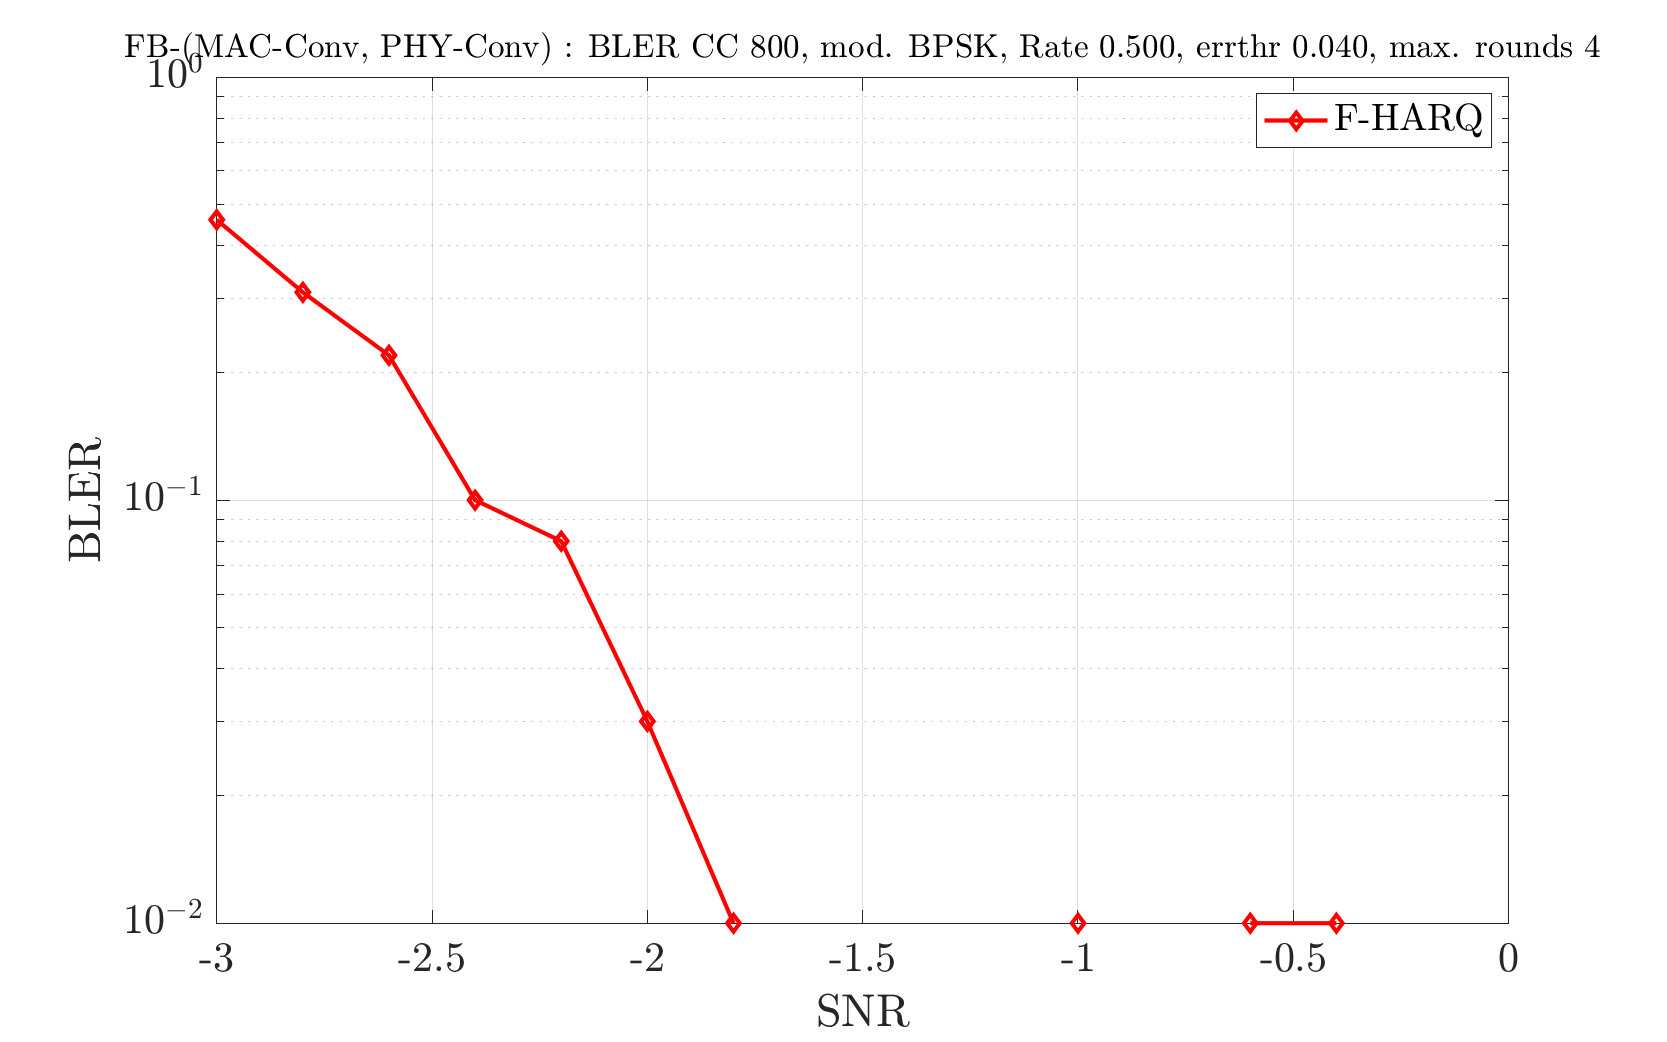 FB-(MAC-Conv, PHY-Conv) : BLER CC 800, mod. BPSK, Rate 0.500, errthr 0.040, max. rounds 4
10^0
F-HARQ
10^{-1}
BLER
10^{-2}
-3 -2.5 -2 -1.5 -1 -0.5 0
SNR